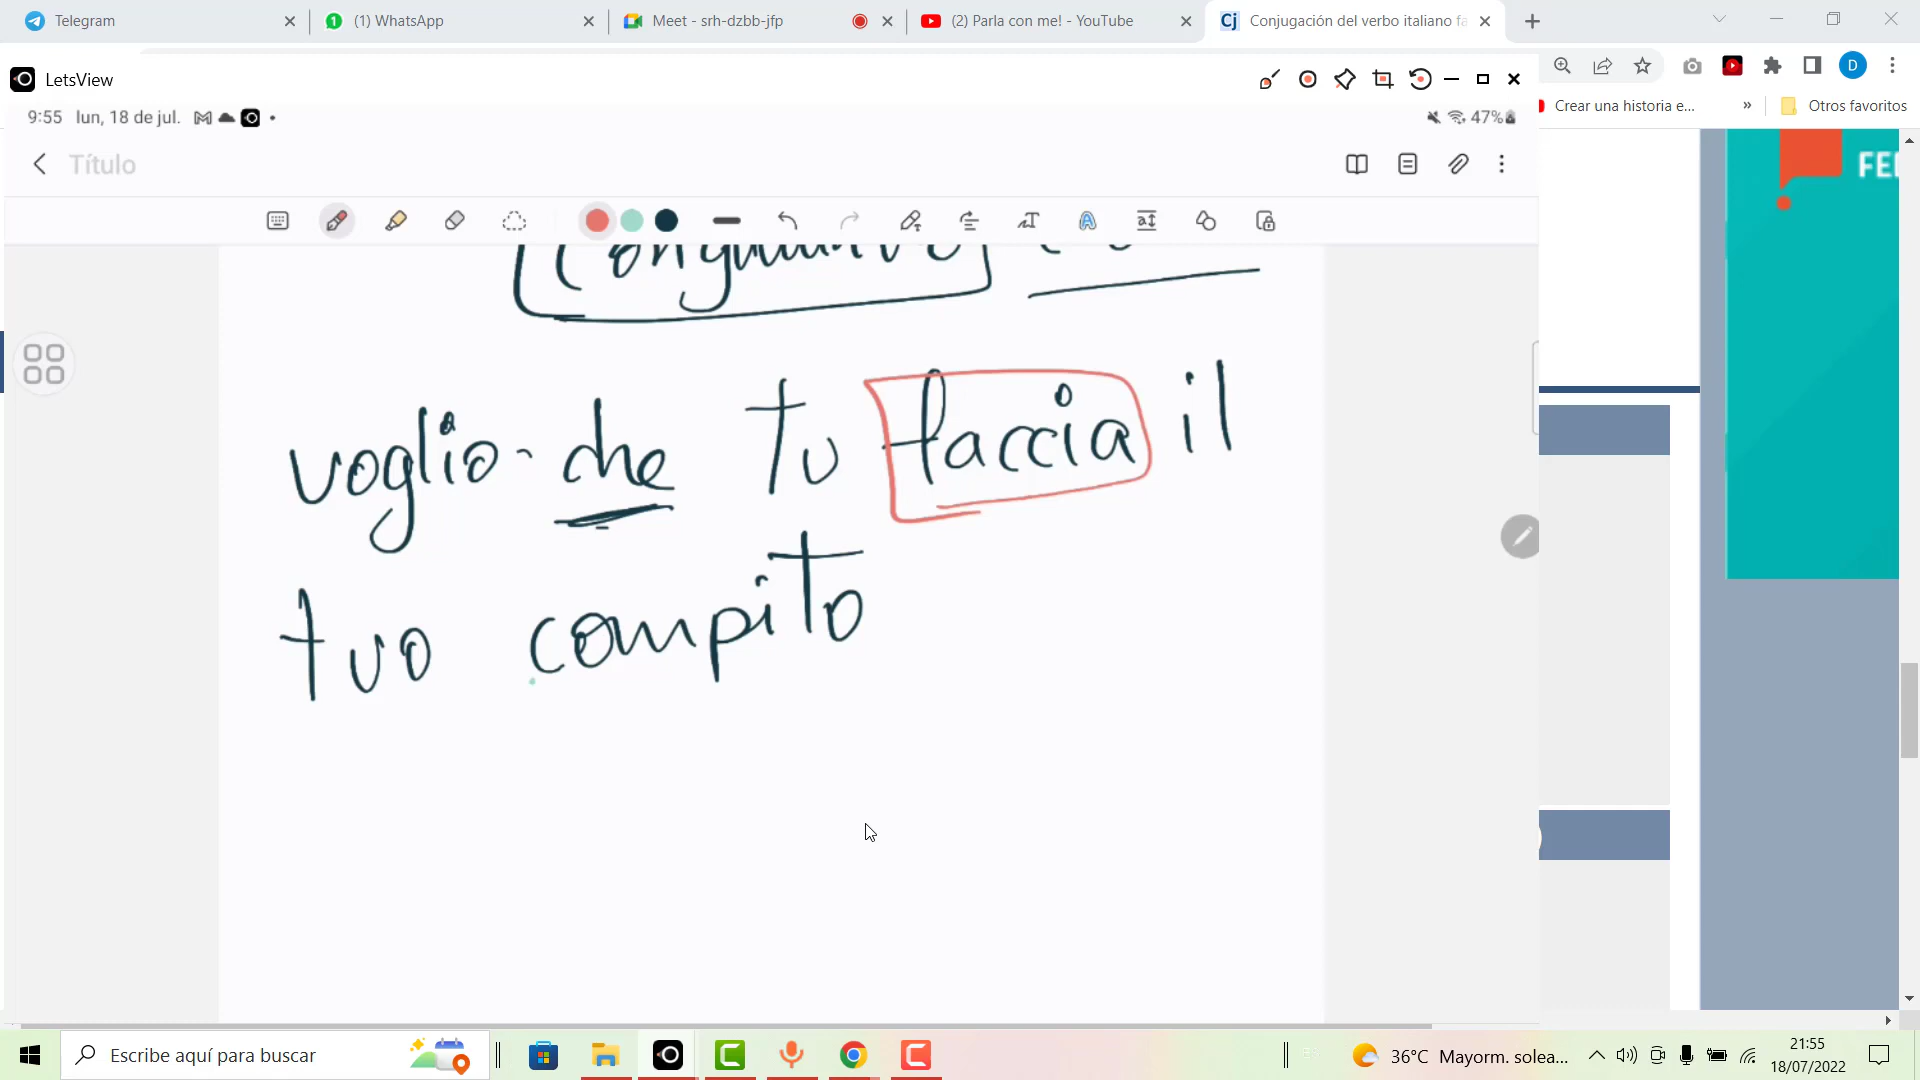 Telegram
(1) WhatsApp
Meet - srh-dzbb-jfp
(2) Parla con me! - YouTube
Conjugación del verbo italiano fa
LetsView
D
Crear una historia e...
»
Otros favoritos
9:55 lun, 18 de jul.
47%
Título
FE
voglio che tu faccia il
tuo compito
Escribe aquí para buscar
36°C Mayorm. solea...
21:55
18/07/2022